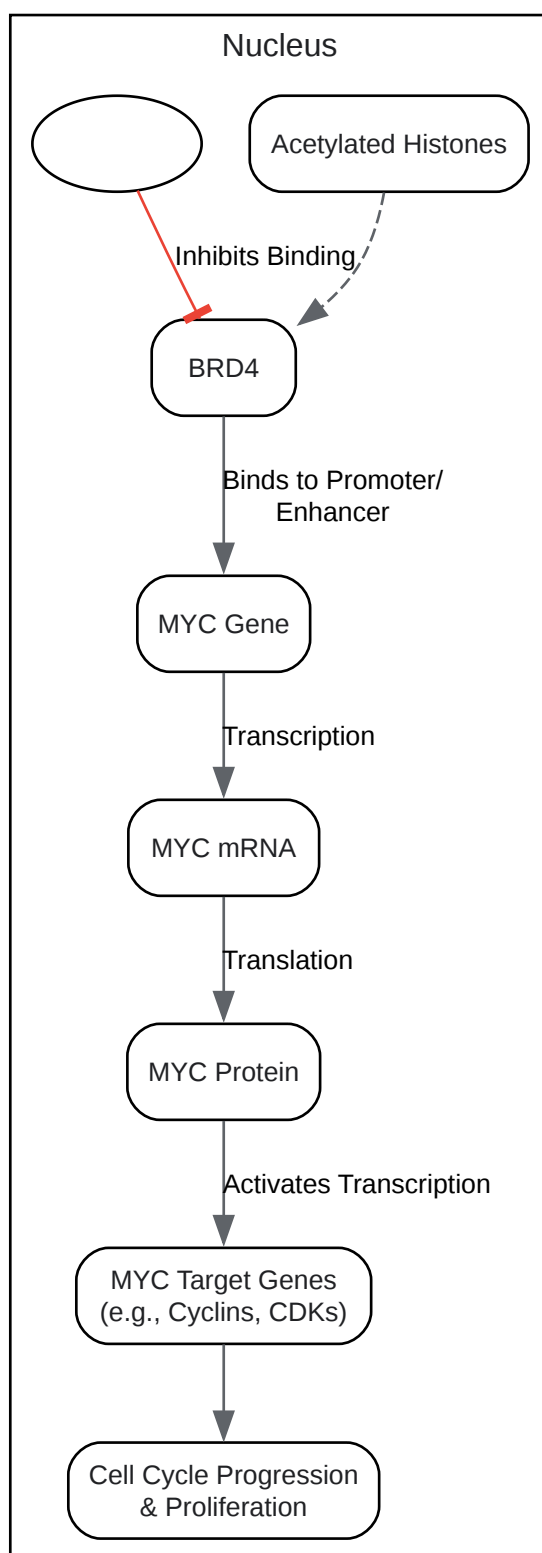 Nucleus
Acetylated Histones
Inhibits Binding
BRD4
Binds to Promoter/
Enhancer
MYC Gene
Transcription
MYC mRNA
Translation
MYC Protein
Activates Transcription
MYC Target Genes
(e.g., Cyclins, CDKs)
Cell Cycle Progression
& Proliferation